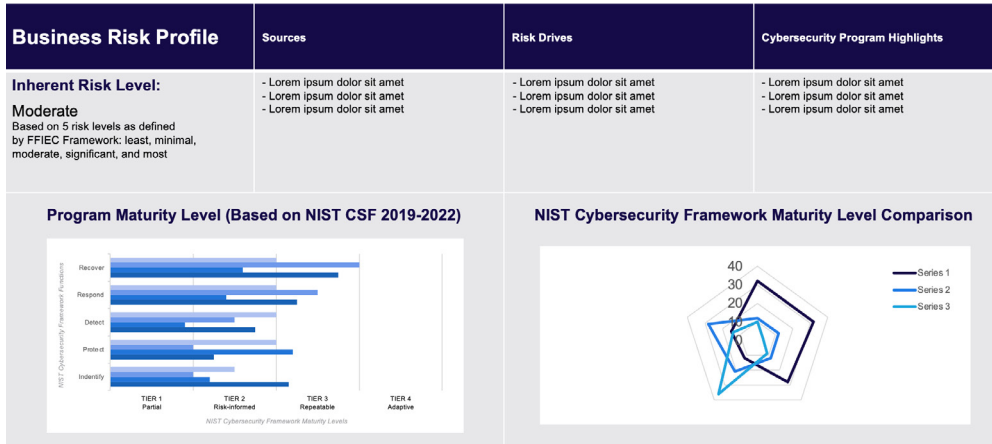 Business Risk Profile
Sources
Risk Drives
Cybersecurity Program Highlights
Inherent Risk Level:
Moderate
Based on 5 risk levels as defined
by FFIEC Framework: least, minimal,
moderate, significant, and most
- Lorem ipsum dolor sit amet
- Lorem ipsum dolor sit amet
- Lorem ipsum dolor sit amet
- Lorem ipsum dolor sit amet
- Lorem ipsum dolor sit amet
- Lorem ipsum dolor sit amet
- Lorem ipsum dolor sit amet
- Lorem ipsum dolor sit amet
- Lorem ipsum dolor sit amet
Program Maturity Level (Based on NIST CSF 2019-2022)
NIST Cybersecurity Framework Functions
Recover
Respond
Detect
Protect
Indentify
TIER 1
Partial
TIER 2
Risk-informed
TIER 3
Repeatable
TIER 4
Adaptive
NIST Cybersecurity Framework Maturity Levels
NIST Cybersecurity Framework Maturity Level Comparison
40
30
20
10
0
Series 1
Series 2
Series 3